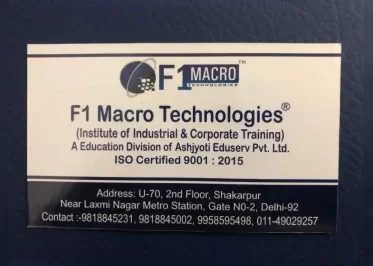 F1 MACRO™
TECHNOLOGIES
F1 Macro Technologies®
(Institute of Industrial & Corporate Training)
A Education Division of Ashjyoti Eduserv Pvt. Ltd.
ISO Certified 9001 : 2015
Address: U-70, 2nd Floor, Shakarpur
Near Laxmi Nagar Metro Station, Gate N0-2, Delhi-92
Contact :-9818845231, 9818845002, 9958595498, 011-49029257